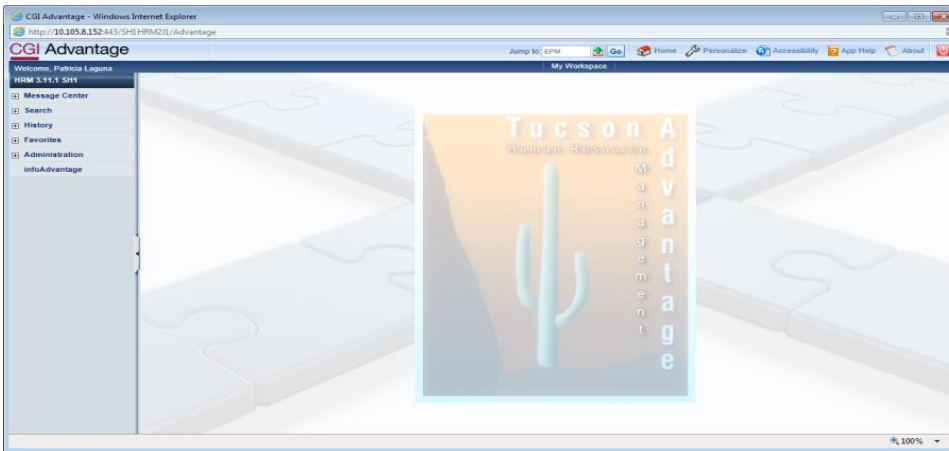 CGI Advantage - Windows Internet Explorer
http://10.105.8.152:443/SH1HRM2J1/Advantage
CGI Advantage
Jump to: EPM Go Home Personalize Accessibility App Help About
Welcome, Patricia Laguna
My Workspace
HRM 3.11.1 SH1
Message Center
Search
History
Favorites
Administration
infoAdvantage
Tucson Advantage
Human Resource Management
100%